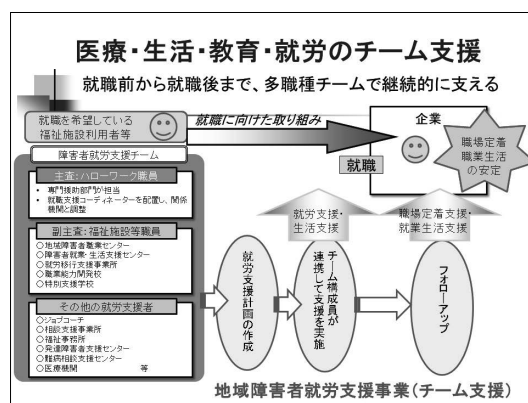 医療・生活・教育・就労のチーム支援
就職前から就職後まで、多職種チームで継続的に支える
就職を希望している
福祉施設利用者等
就職に向けた取り組み
就職
企業
職場定着
職業生活
の安定
障害者就労支援チーム
主査:ハローワーク職員
• 専門援助部門が担当
• 就職支援コーディネーターを配置し、関係
機関と調整
副主査:福祉施設等職員
○地域障害者職業センター
○障害者就業・生活支援センター
○就労移行支援事業所
○職業能力開発校
○特別支援学校
その他の就労支援者
○ジョブコーチ
○相談支援事業所
○福祉事務所
○発達障害者支援センター
○難病相談支援センター
○医療機関 等
就労支援・
生活支援
職場定着支援・
就業生活支援
就労支援計画の作成
チーム構成員が
連携して支援を実施
フォローアップ
地域障害者就労支援事業(チーム支援)